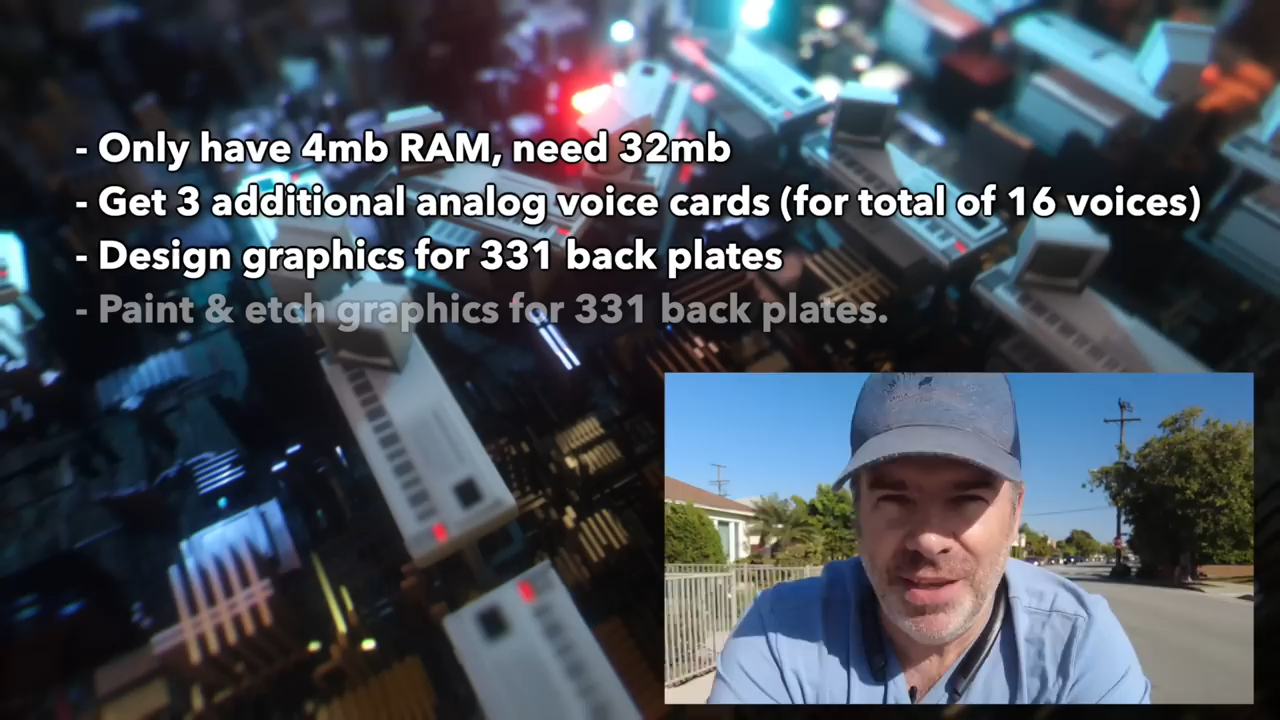 - Only have 4mb RAM, need 32mb
- Get 3 additional analog voice cards (for total of 16 voices)
- Design graphics for 331 back plates
- Paint & etch graphics for 331 back plates.